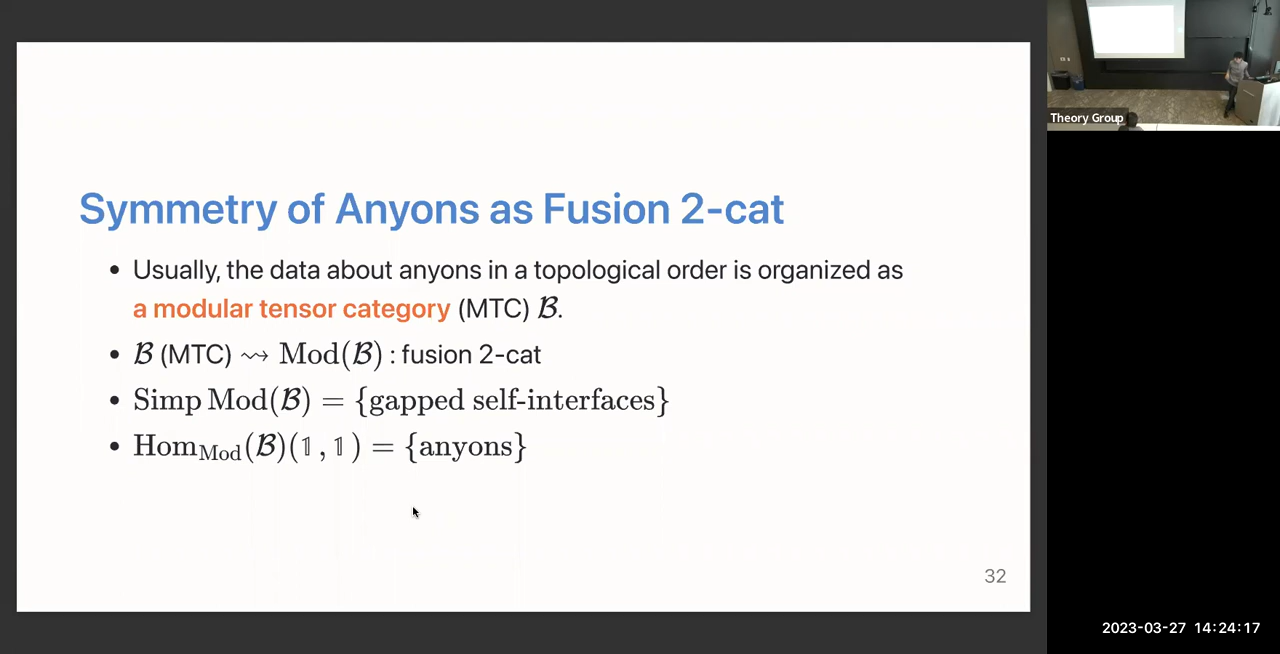 Symmetry of Anyons as Fusion 2-cat
• Usually, the data about anyons in a topological order is organized as
a modular tensor category (MTC) ℬ.
• ℬ (MTC) ⇝ Mod(ℬ) : fusion 2-cat
• Simp Mod(ℬ) = {gapped self-interfaces}
• Hom_Mod(ℬ)(𝟙, 𝟙) = {anyons}
32
Theory Group
2023-03-27 14:24:17